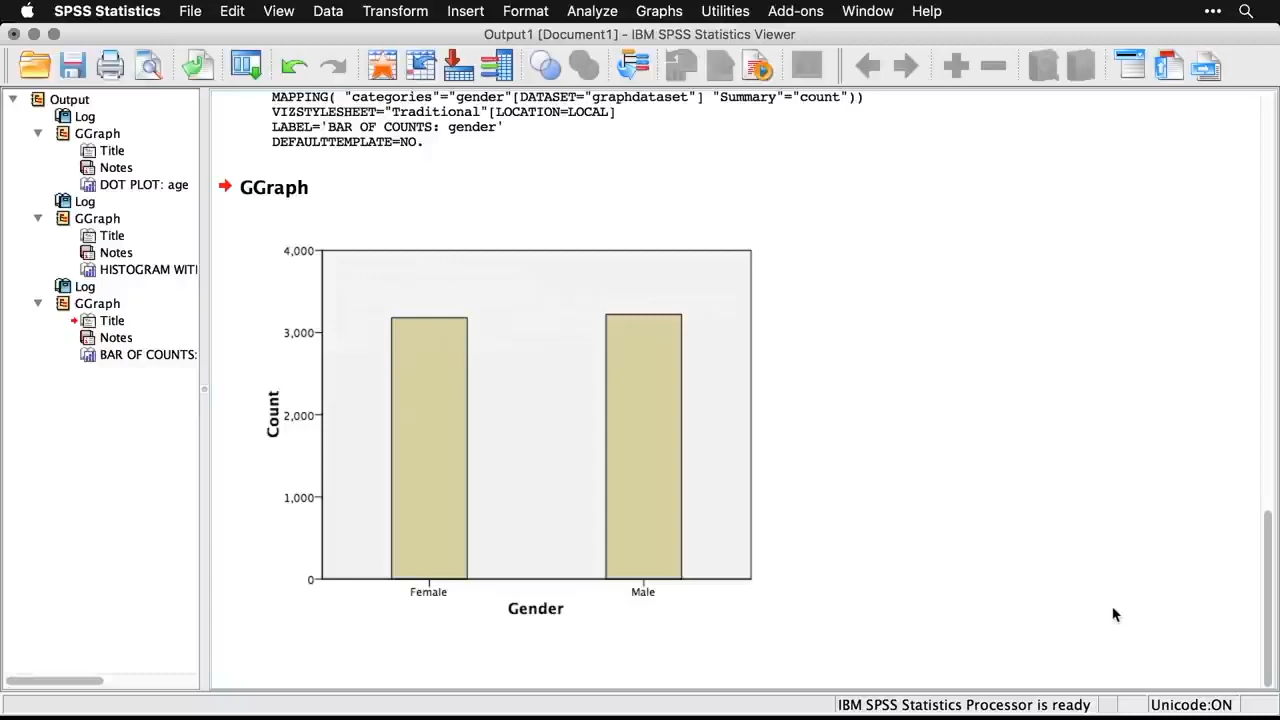 SPSS Statistics File Edit View Data Transform Insert Format Analyze Graphs Utilities Add-ons Window Help
Output1 [Document1] - IBM SPSS Statistics Viewer
Output
Log
GGraph
Title
Notes
DOT PLOT: age
Log
GGraph
Title
Notes
HISTOGRAM WITH
Log
GGraph
Title
Notes
BAR OF COUNTS:
MAPPING( "categories"="gender"[DATASET="graphdataset"] "Summary"="count"))
VIZSTYLESHEET="Traditional"[LOCATION=LOCAL]
LABEL='BAR OF COUNTS: gender'
DEFAULTTEMPLATE=NO.
GGraph
4,000
3,000
2,000
1,000
0
Count
Female Male
Gender
IBM SPSS Statistics Processor is ready Unicode:ON